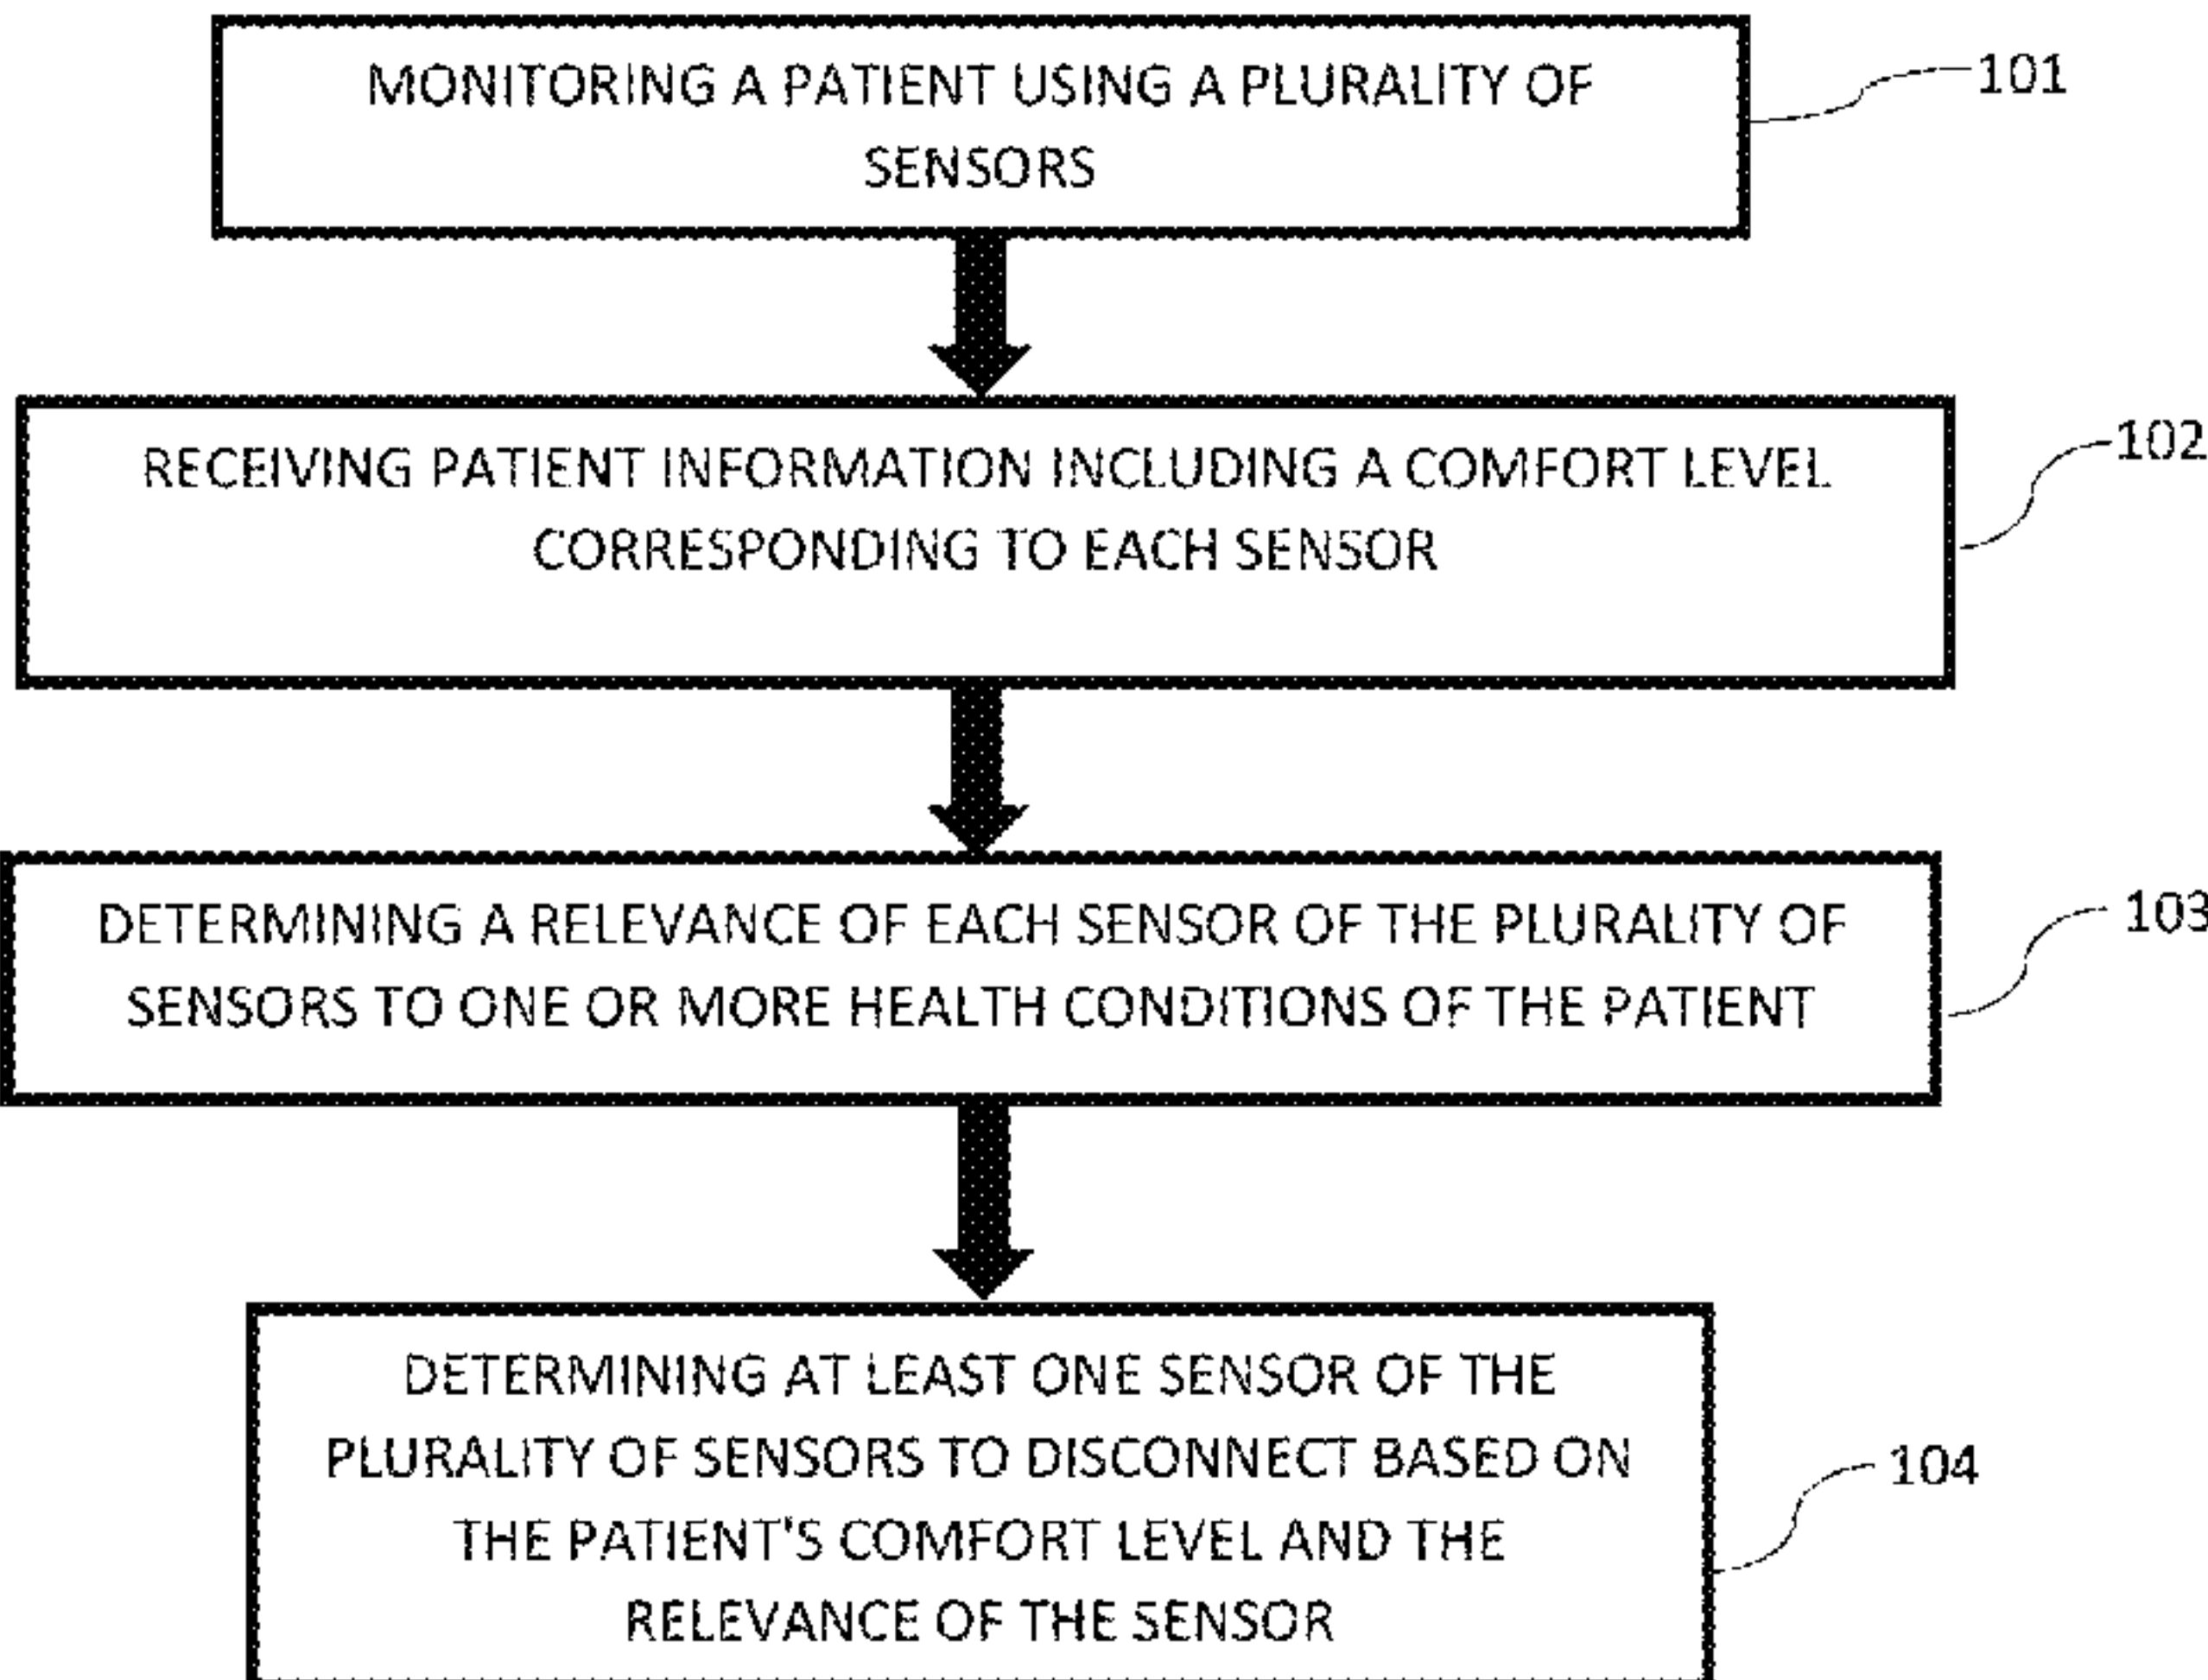 MONITORING A PATIENT USING A PLURALITY OF
SENSORS
101
RECEIVING PATIENT INFORMATION INCLUDING A COMFORT LEVEL
CORRESPONDING TO EACH SENSOR
102
DETERMINING A RELEVANCE OF EACH SENSOR OF THE PLURALITY OF
SENSORS TO ONE OR MORE HEALTH CONDITIONS OF THE PATIENT
103
DETERMINING AT LEAST ONE SENSOR OF THE
PLURALITY OF SENSORS TO DISCONNECT BASED ON
THE PATIENT'S COMFORT LEVEL AND THE
RELEVANCE OF THE SENSOR
104